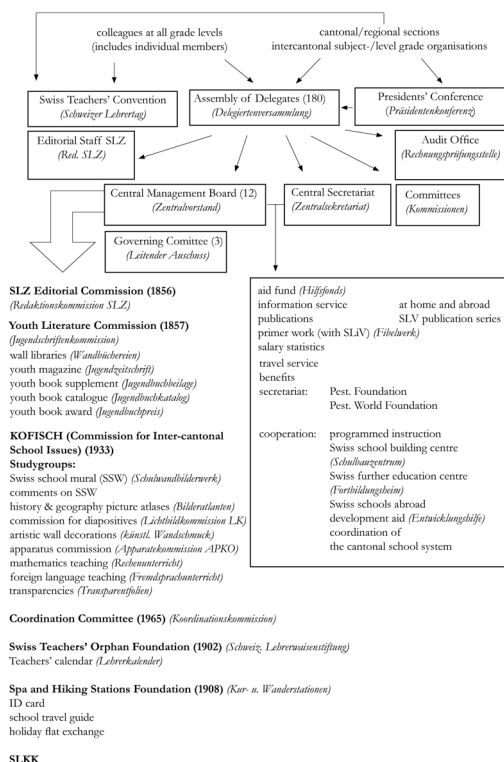 colleagues at all grade levels
(includes individual members)
cantonal/regional sections
intercantonal subject-/level grade organisations
Swiss Teachers' Convention
(Schweizer Lehrertag)
Assembly of Delegates (180)
(Delegiertenversammlung)
Presidents' Conference
(Präsidentenkonferenz)
Editorial Staff SLZ
(Red. SLZ)
Audit Office
(Rechnungsprüfungsstelle)
Central Management Board (12)
(Zentralvorstand)
Central Secretariat
(Zentralsekretariat)
Committees
(Kommissionen)
Governing Comittee (3)
(Leitender Auschuss)
SLZ Editorial Commission (1856)
(Redaktionskommission SLZ)
Youth Literature Commission (1857)
(Jugendschriftenkommission)
wall libraries (Wandbüchereien)
youth magazine (Jugendzeitschrift)
youth book supplement (Jugendbuchbeilage)
youth book catalogue (Jugendbuchkatalog)
youth book award (Jugendbuchpreis)
KOFISCH (Commission for Inter-cantonal
School Issues) (1933)
Studygroups:
Swiss school mural (SSW) (Schulwandbilderwerk)
comments on SSW
history & geography picture atlases (Bilderatlanten)
commission for diapositives (Lichtbildkommission LK)
artistic wall decorations (künstl. Wandschmuck)
apparatus commission (Apparatekommission APKO)
mathematics teaching (Rechenunterricht)
foreign language teaching (Fremdsprachunterricht)
transparencies (Transparentfolien)
aid fund (Hilfsfonds)
information service at home and abroad
publications SLV publication series
primer work (with SLiV) (Fibelwerk)
salary statistics
travel service
benefits
secretariat: Pest. Foundation
Pest. World Foundation
cooperation: programmed instruction
Swiss school building centre
(Schulbauzentrum)
Swiss further education centre
(Fortbildungsheim)
Swiss schools abroad
development aid (Entwicklungshilfe)
coordination of
the cantonal school system
Coordination Committee (1965) (Koordinationskommission)
Swiss Teachers' Orphan Foundation (1902) (Schweiz. Lehrerwaisenstiftung)
Teachers' calendar (Lehrerkalender)
Spa and Hiking Stations Foundation (1908) (Kur- u. Wanderstationen)
ID card
school travel guide
holiday flat exchange
SLKK